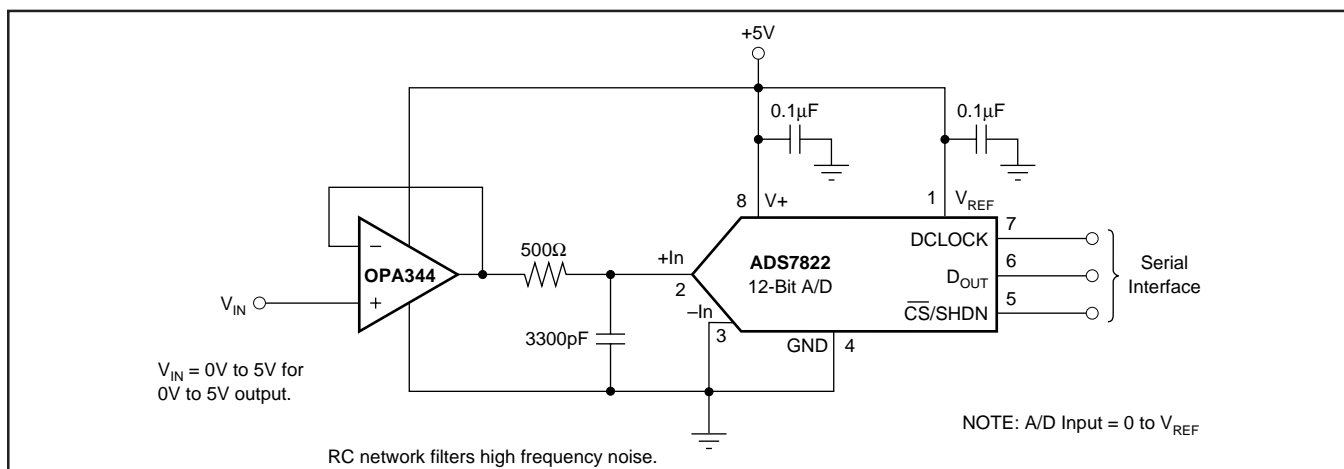 +5V
0.1µF
0.1µF
8 V+
1 VREF
7
DCLOCK
500Ω
+In
ADS7822
–
OPA344
2
12-Bit A/D
6
DOUT
Serial
Interface
VIN
+
–In
5
CS/SHDN
3300pF
3
GND 4
VIN = 0V to 5V for
0V to 5V output.
NOTE: A/D Input = 0 to VREF
RC network filters high frequency noise.